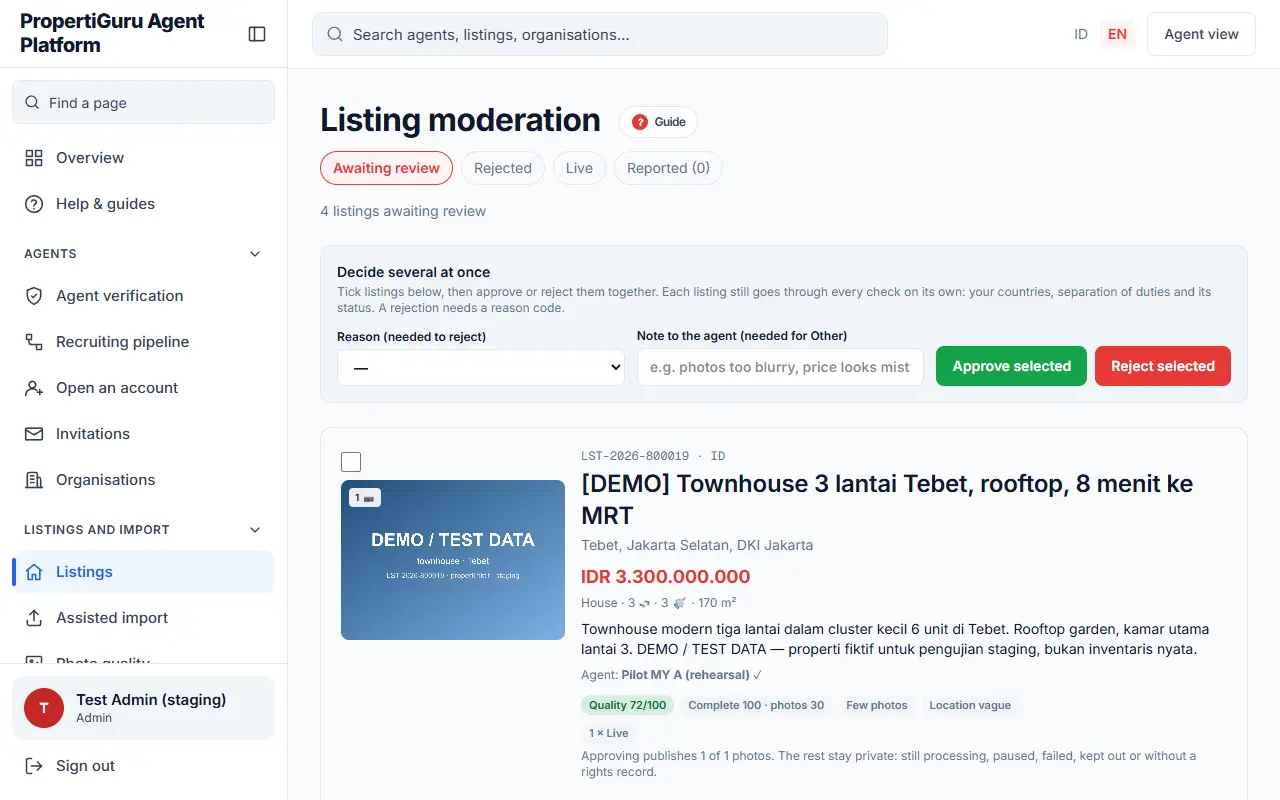 PropertiGuru Agent
Platform
Search agents, listings, organisations...
ID
EN
Agent view
Find a page
Overview
Help & guides
AGENTS
Agent verification
Recruiting pipeline
Open an account
Invitations
Organisations
LISTINGS AND IMPORT
Listings
Assisted import
Photo quality
T
Test Admin (staging)
Admin
Sign out
Listing moderation
? Guide
Awaiting review
Rejected
Live
Reported (0)
4 listings awaiting review
Decide several at once
Tick listings below, then approve or reject them together. Each listing still goes through every check on its own: your countries, separation of duties and its
status. A rejection needs a reason code.
Reason (needed to reject)
Note to the agent (needed for Other)
—
e.g. photos too blurry, price looks mist
Approve selected
Reject selected
1
DEMO / TEST DATA
townhouse · Tebet
LST-2026-800019 · properti fiktif · staging
LST-2026-800019 · ID
[DEMO] Townhouse 3 lantai Tebet, rooftop, 8 menit ke
MRT
Tebet, Jakarta Selatan, DKI Jakarta
IDR 3.300.000.000
House · 3 · 3 · 170 m²
Townhouse modern tiga lantai dalam cluster kecil 6 unit di Tebet. Rooftop garden, kamar utama
lantai 3. DEMO / TEST DATA — properti fiktif untuk pengujian staging, bukan inventaris nyata.
Agent: Pilot MY A (rehearsal) ✓
Quality 72/100
Complete 100 · photos 30
Few photos
Location vague
1 × Live
Approving publishes 1 of 1 photos. The rest stay private: still processing, paused, failed, kept out or without a
rights record.